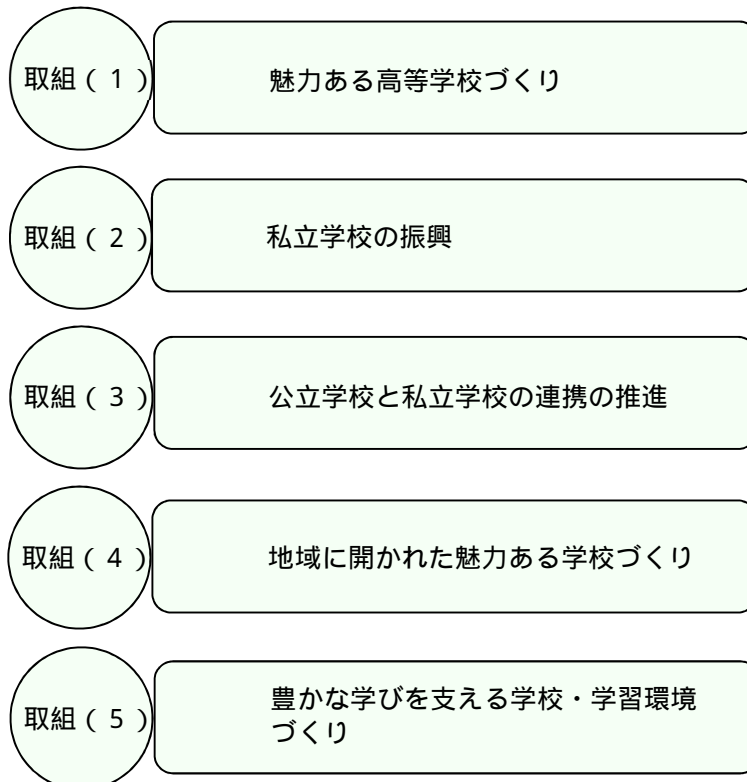 取組(1) 魅力ある高等学校づくり
取組(2) 私立学校の振興
取組(3) 公立学校と私立学校の連携の推進
取組(4) 地域に開かれた魅力ある学校づくり
取組(5) 豊かな学びを支える学校・学習環境
づくり